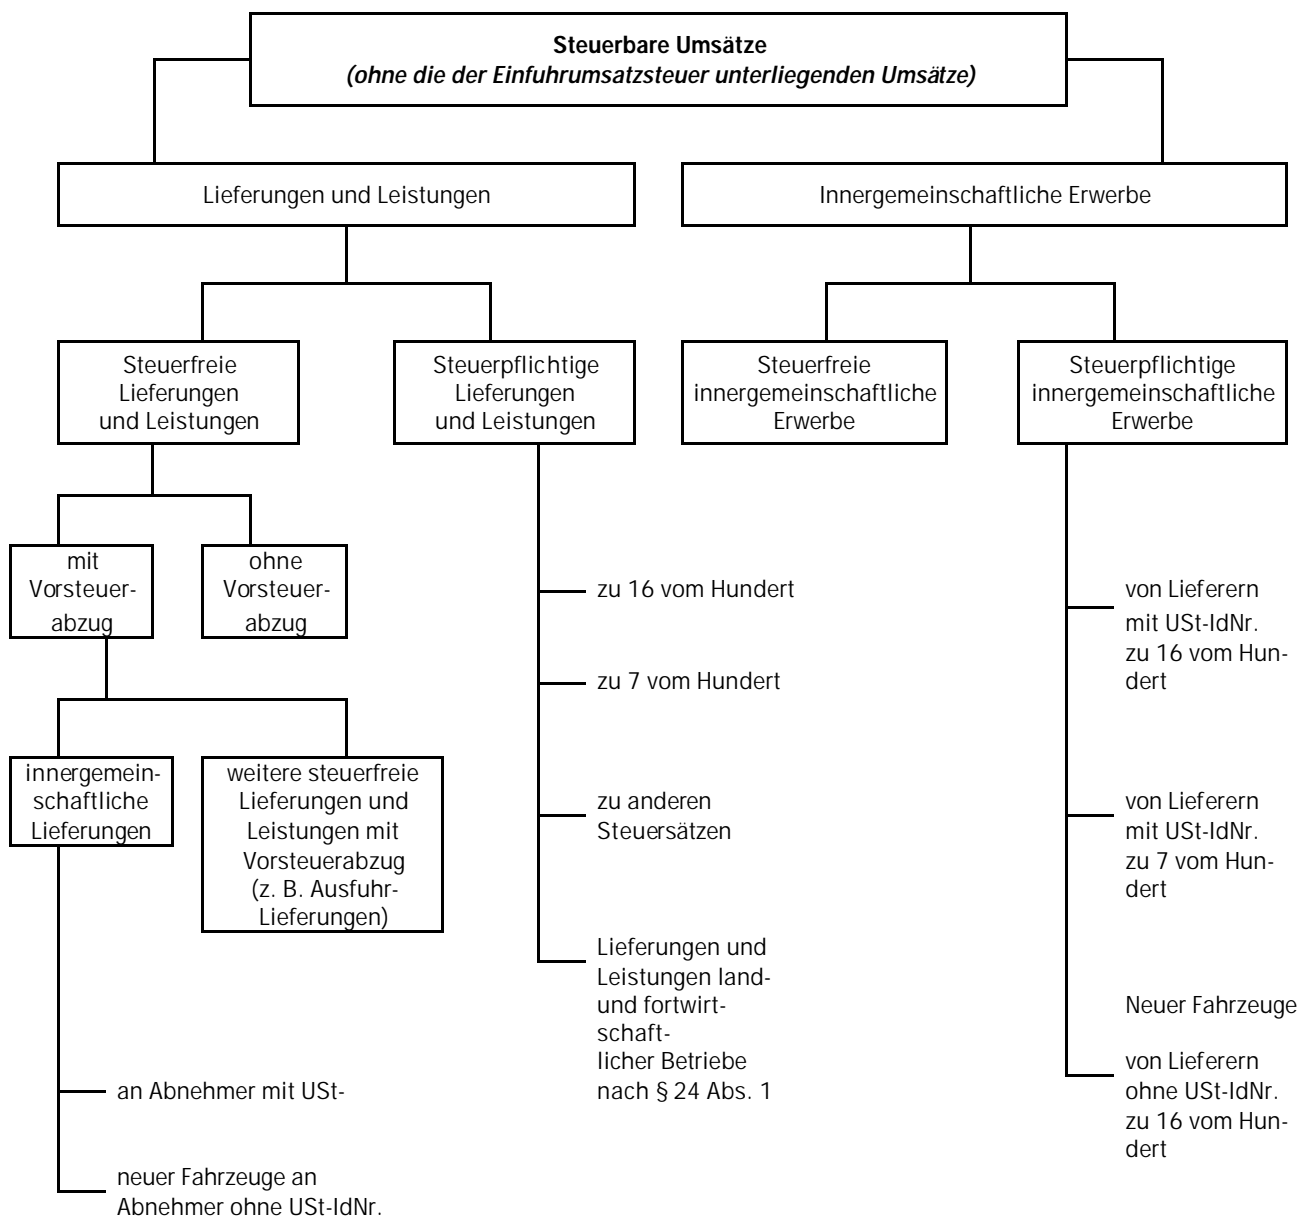 Steuerbare Umsätze
(ohne die der Einfuhrumsatzsteuer unterliegenden Umsätze)
Lieferungen und Leistungen
Innergemeinschaftliche Erwerbe
Steuerfreie
Lieferungen
und Leistungen
Steuerpflichtige
Lieferungen
und Leistungen
Steuerfreie
innergemeinschaftliche
Erwerbe
Steuerpflichtige
innergemeinschaftliche
Erwerbe
mit
Vorsteuer-
abzug
ohne
Vorsteuer-
abzug
innergemein-
schaftliche
Lieferungen
weitere steuerfreie
Lieferungen und
Leistungen mit
Vorsteuerabzug
(z. B. Ausfuhr-
Lieferungen)
an Abnehmer mit USt-
neuer Fahrzeuge an
Abnehmer ohne USt-IdNr.
zu 16 vom Hundert
zu 7 vom Hundert
zu anderen
Steuersätzen
Lieferungen und
Leistungen land-
und fortwirt-
schaft-
licher Betriebe
nach § 24 Abs. 1
von Lieferern
mit USt-IdNr.
zu 16 vom Hun-
dert
von Lieferern
mit USt-IdNr.
zu 7 vom Hun-
dert
Neuer Fahrzeuge
von Lieferern
ohne USt-IdNr.
zu 16 vom Hun-
dert